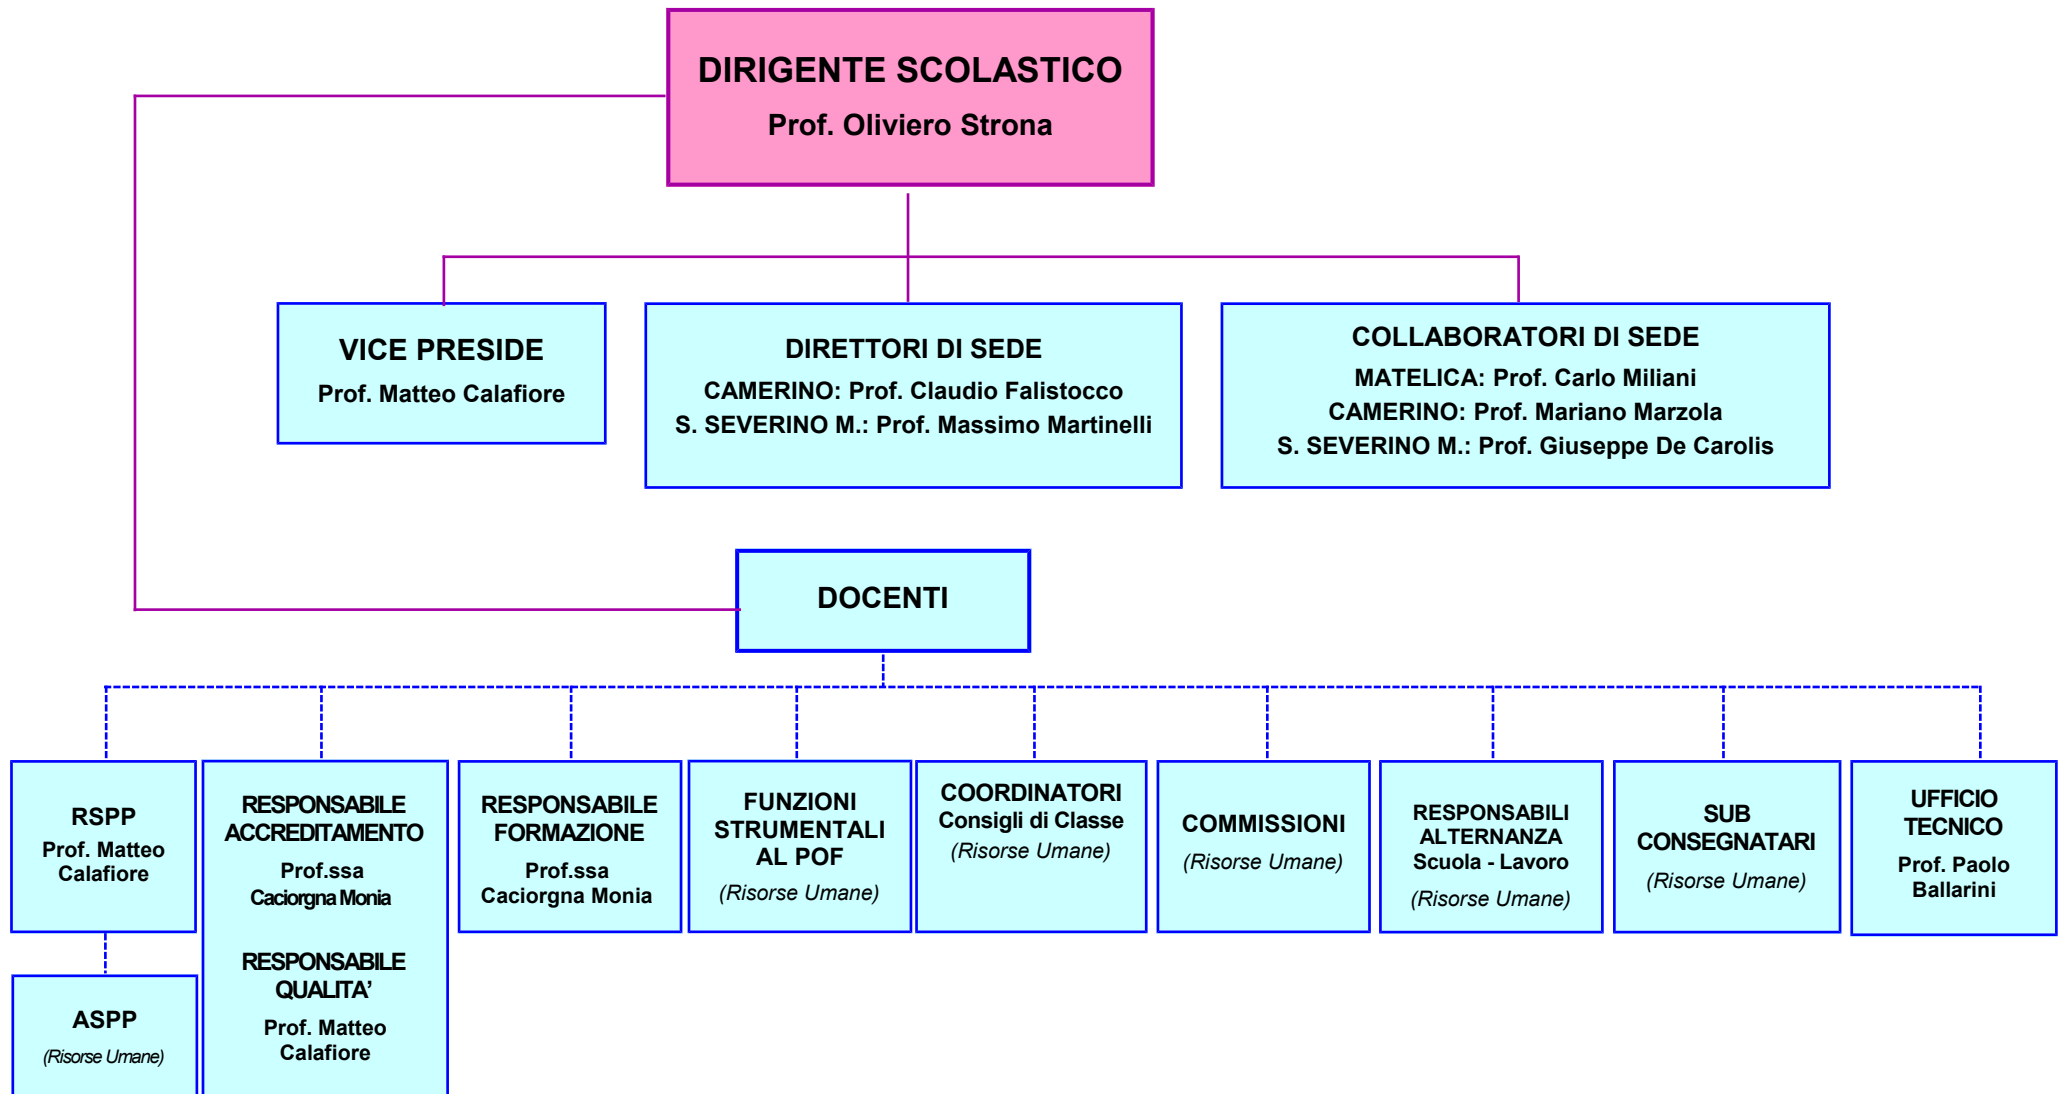 DIRIGENTE SCOLASTICO
Prof. Oliviero Strona
VICE PRESIDE
Prof. Matteo Calafiore
DIRETTORI DI SEDE
CAMERINO: Prof. Claudio Falistocco
S. SEVERINO M.: Prof. Massimo Martinelli
COLLABORATORI DI SEDE
MATELICA: Prof. Carlo Miliani
CAMERINO: Prof. Mariano Marzola
S. SEVERINO M.: Prof. Giuseppe De Carolis
DOCENTI
RSPP
Prof. Matteo
Calafiore
ASPP
(Risorse Umane)
RESPONSABILE
ACCREDITAMENTO
Prof.ssa
Caciorgna Monia
RESPONSABILE
QUALITA’
Prof. Matteo
Calafiore
RESPONSABILE
FORMAZIONE
Prof.ssa
Caciorgna Monia
FUNZIONI
STRUMENTALI
AL POF
(Risorse Umane)
COORDINATORI
Consigli di Classe
(Risorse Umane)
COMMISSIONI
(Risorse Umane)
RESPONSABILI
ALTERNANZA
Scuola - Lavoro
(Risorse Umane)
SUB
CONSEGNATARI
(Risorse Umane)
UFFICIO
TECNICO
Prof. Paolo
Ballarini